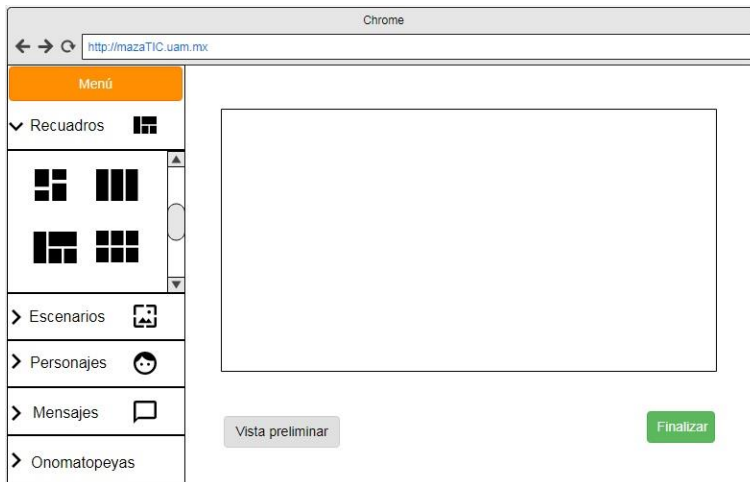 Chrome
http://mazaTIC.uam.mx
Menú
Recuadros
Escenarios
Personajes
Mensajes
Onomatopeyas
Vista preliminar
Finalizar